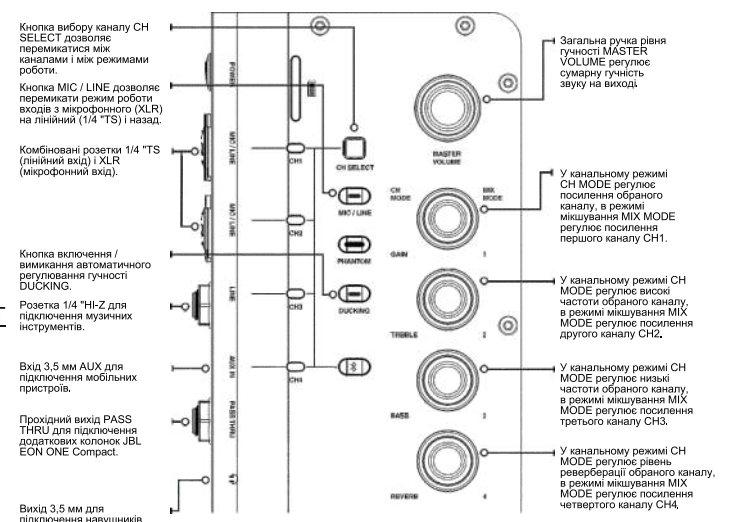 Кнопка вибору каналу CH
SELECT дозволяє
перемикатися між
каналами і між режимами
роботи.
Кнопка MIC / LINE дозволяє
перемикати режим роботи
входів з мікрофонного (XLR)
на лінійний (1/4 "TS) і назад.
Комбіновані розетки 1/4 "TS
(лінійний вхід) і XLR
(мікрофонний вхід).
Кнопка включення /
вимикання автоматичного
регулювання гучності
DUCKING.
Розетка 1/4 "HI-Z для
підключення музичних
інструментів.
Вхід 3,5 мм AUX для
підключення мобільних
пристроїв.
Прохідний вихід PASS
THRU для підключення
додаткових колонок JBL
EON ONE Compact.
Вихід 3,5 мм для
підключення навушників
POWER
MIC / LINE
MIC / LINE
LINE
AUX IN
PASS THRU
CH1
CH2
CH3
CH4
CH SELECT
MIC / LINE
PHANTOM
DUCKING
MASTER
VOLUME
CH
MODE
MIX
MODE
GAIN
1
TREBLE
2
BASS
3
REVERB
4
Загальна ручка рівня
гучності MASTER
VOLUME регулює
сумарну гучність
звуку на виході.
У канальному режимі
CH MODE регулює
посилення обраного
каналу, в режимі
мікшування MIX MODE
регулює посилення
першого каналу CH1.
У канальному режимі CH
MODE регулює високі
частоти обраного каналу,
в режимі мікшування MIX
MODE регулює посилення
другого каналу CH2.
У канальному режимі CH
MODE регулює низькі
частоти обраного каналу,
в режимі мікшування MIX
MODE регулює посилення
третього каналу CH3.
У канальному режимі CH
MODE регулює рівень
реверберації обраного каналу,
в режимі мікшування MIX
MODE регулює посилення
четвертого каналу CH4.